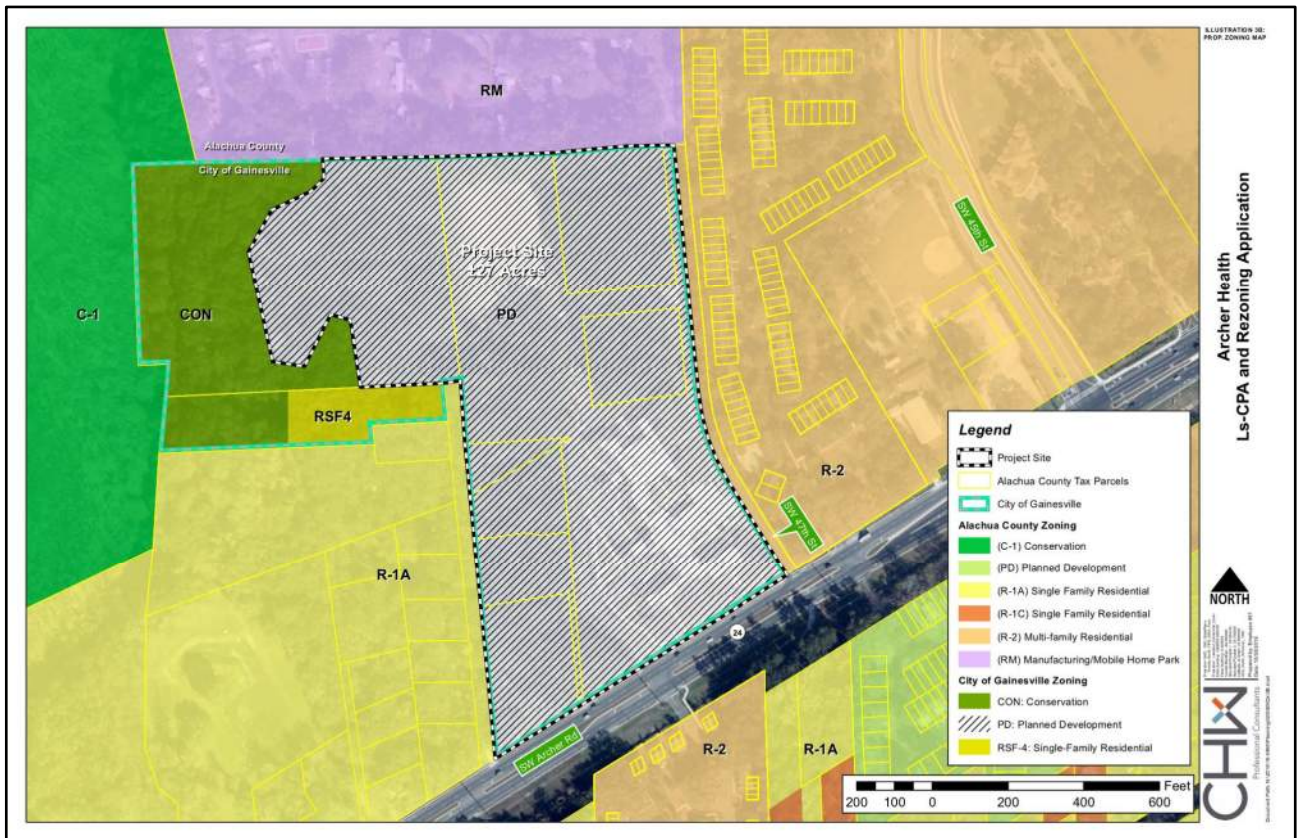 ILLUSTRATION 3B:
PROP. ZONING MAP
RM
Alachua County
City of Gainesville
Project Site
±27 Acres
SW 45th St
C-1
CON
PD
RSF4
R-2
SW 47th St
R-1A
24
SW Archer Rd
R-2
R-1A
Legend
Project Site
Alachua County Tax Parcels
City of Gainesville
Alachua County Zoning
(C-1) Conservation
(PD) Planned Development
(R-1A) Single Family Residential
(R-1C) Single Family Residential
(R-2) Multi-family Residential
(RM) Manufacturing/Mobile Home Park
City of Gainesville Zoning
CON: Conservation
PD: Planned Development
RSF-4: Single-Family Residential
200 100 0 200 400 600 Feet
Archer Health
Ls-CPA and Rezoning Application
NORTH
CHW
Professional Consultants